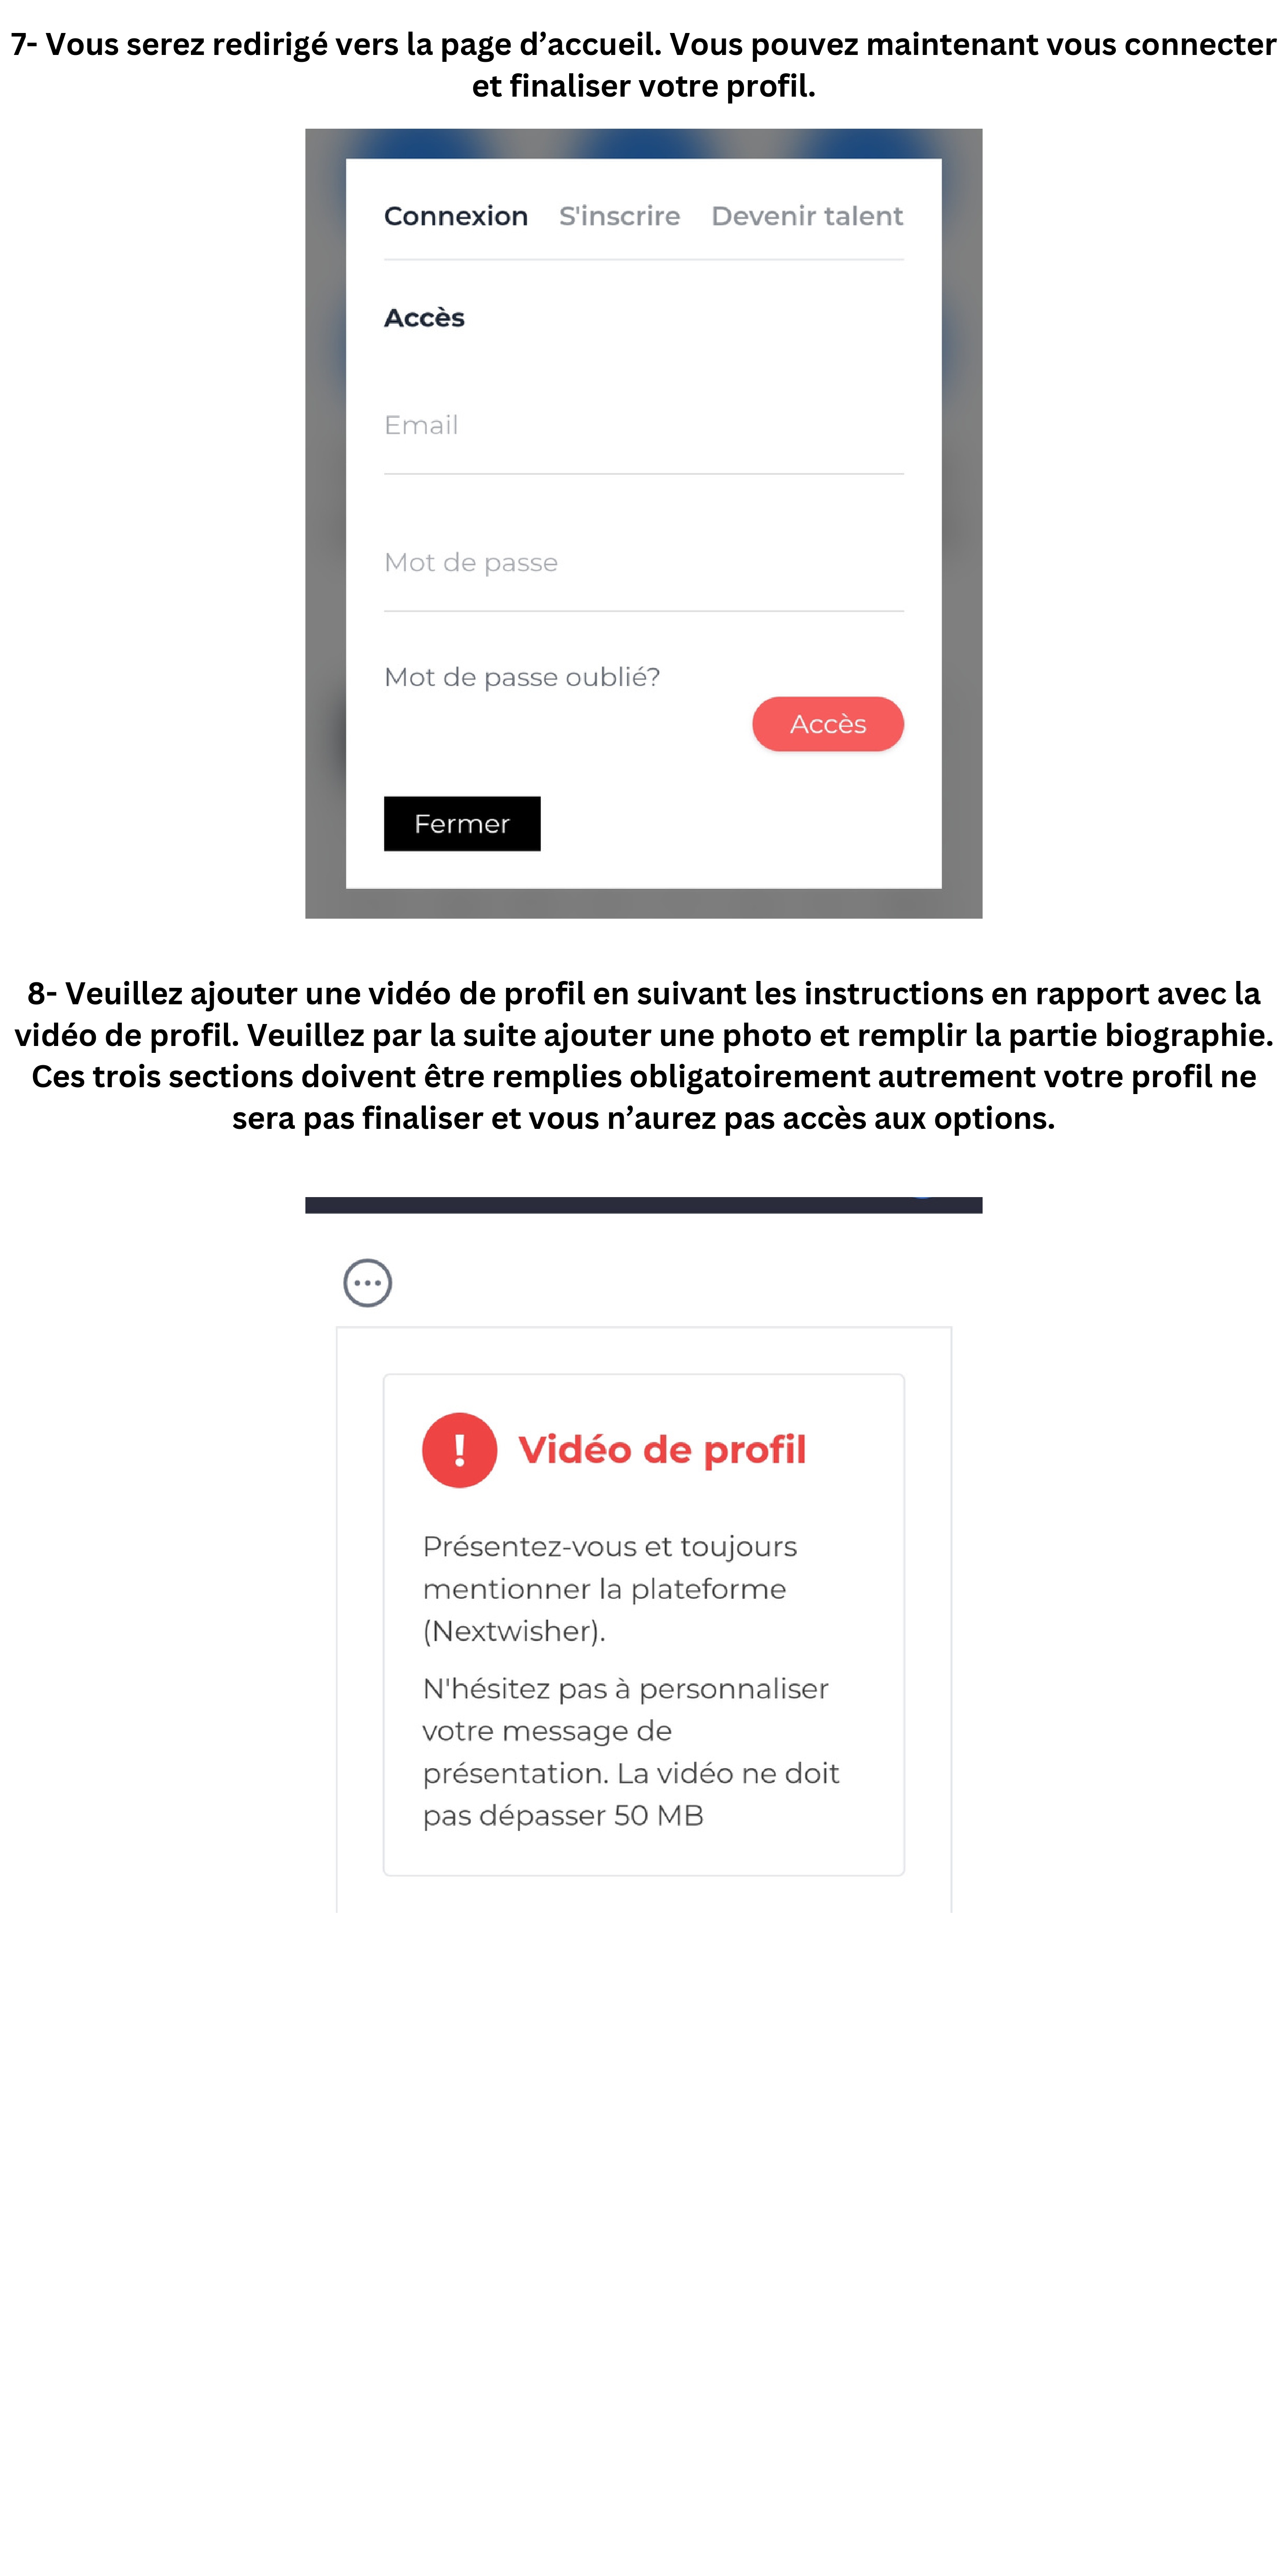 7- Vous serez redirigé vers la page d’accueil. Vous pouvez maintenant vous connecter
et finaliser votre profil.
Connexion S'inscrire Devenir talent
Accès
Email
Mot de passe
Mot de passe oublié?
Accès
Fermer
8- Veuillez ajouter une vidéo de profil en suivant les instructions en rapport avec la
vidéo de profil. Veuillez par la suite ajouter une photo et remplir la partie biographie.
Ces trois sections doivent être remplies obligatoirement autrement votre profil ne
sera pas finaliser et vous n’aurez pas accès aux options.
Vidéo de profil
Présentez-vous et toujours
mentionner la plateforme
(Nextwisher).
N'hésitez pas à personnaliser
votre message de
présentation. La vidéo ne doit
pas dépasser 50 MB